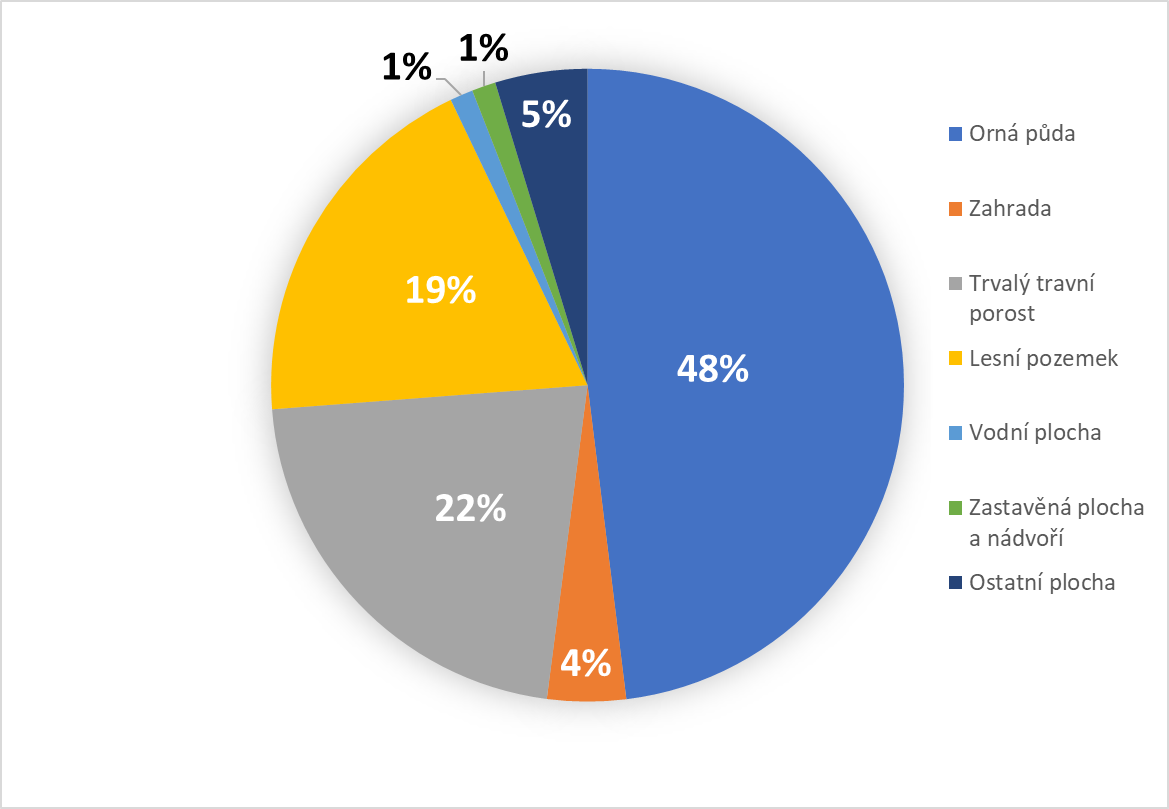 1%
1%
5%
19%
48%
22%
4%
Orná půda
Zahrada
Trvalý travní
porost
Lesní pozemek
Vodní plocha
Zastavěná plocha
a nádvoří
Ostatní plocha